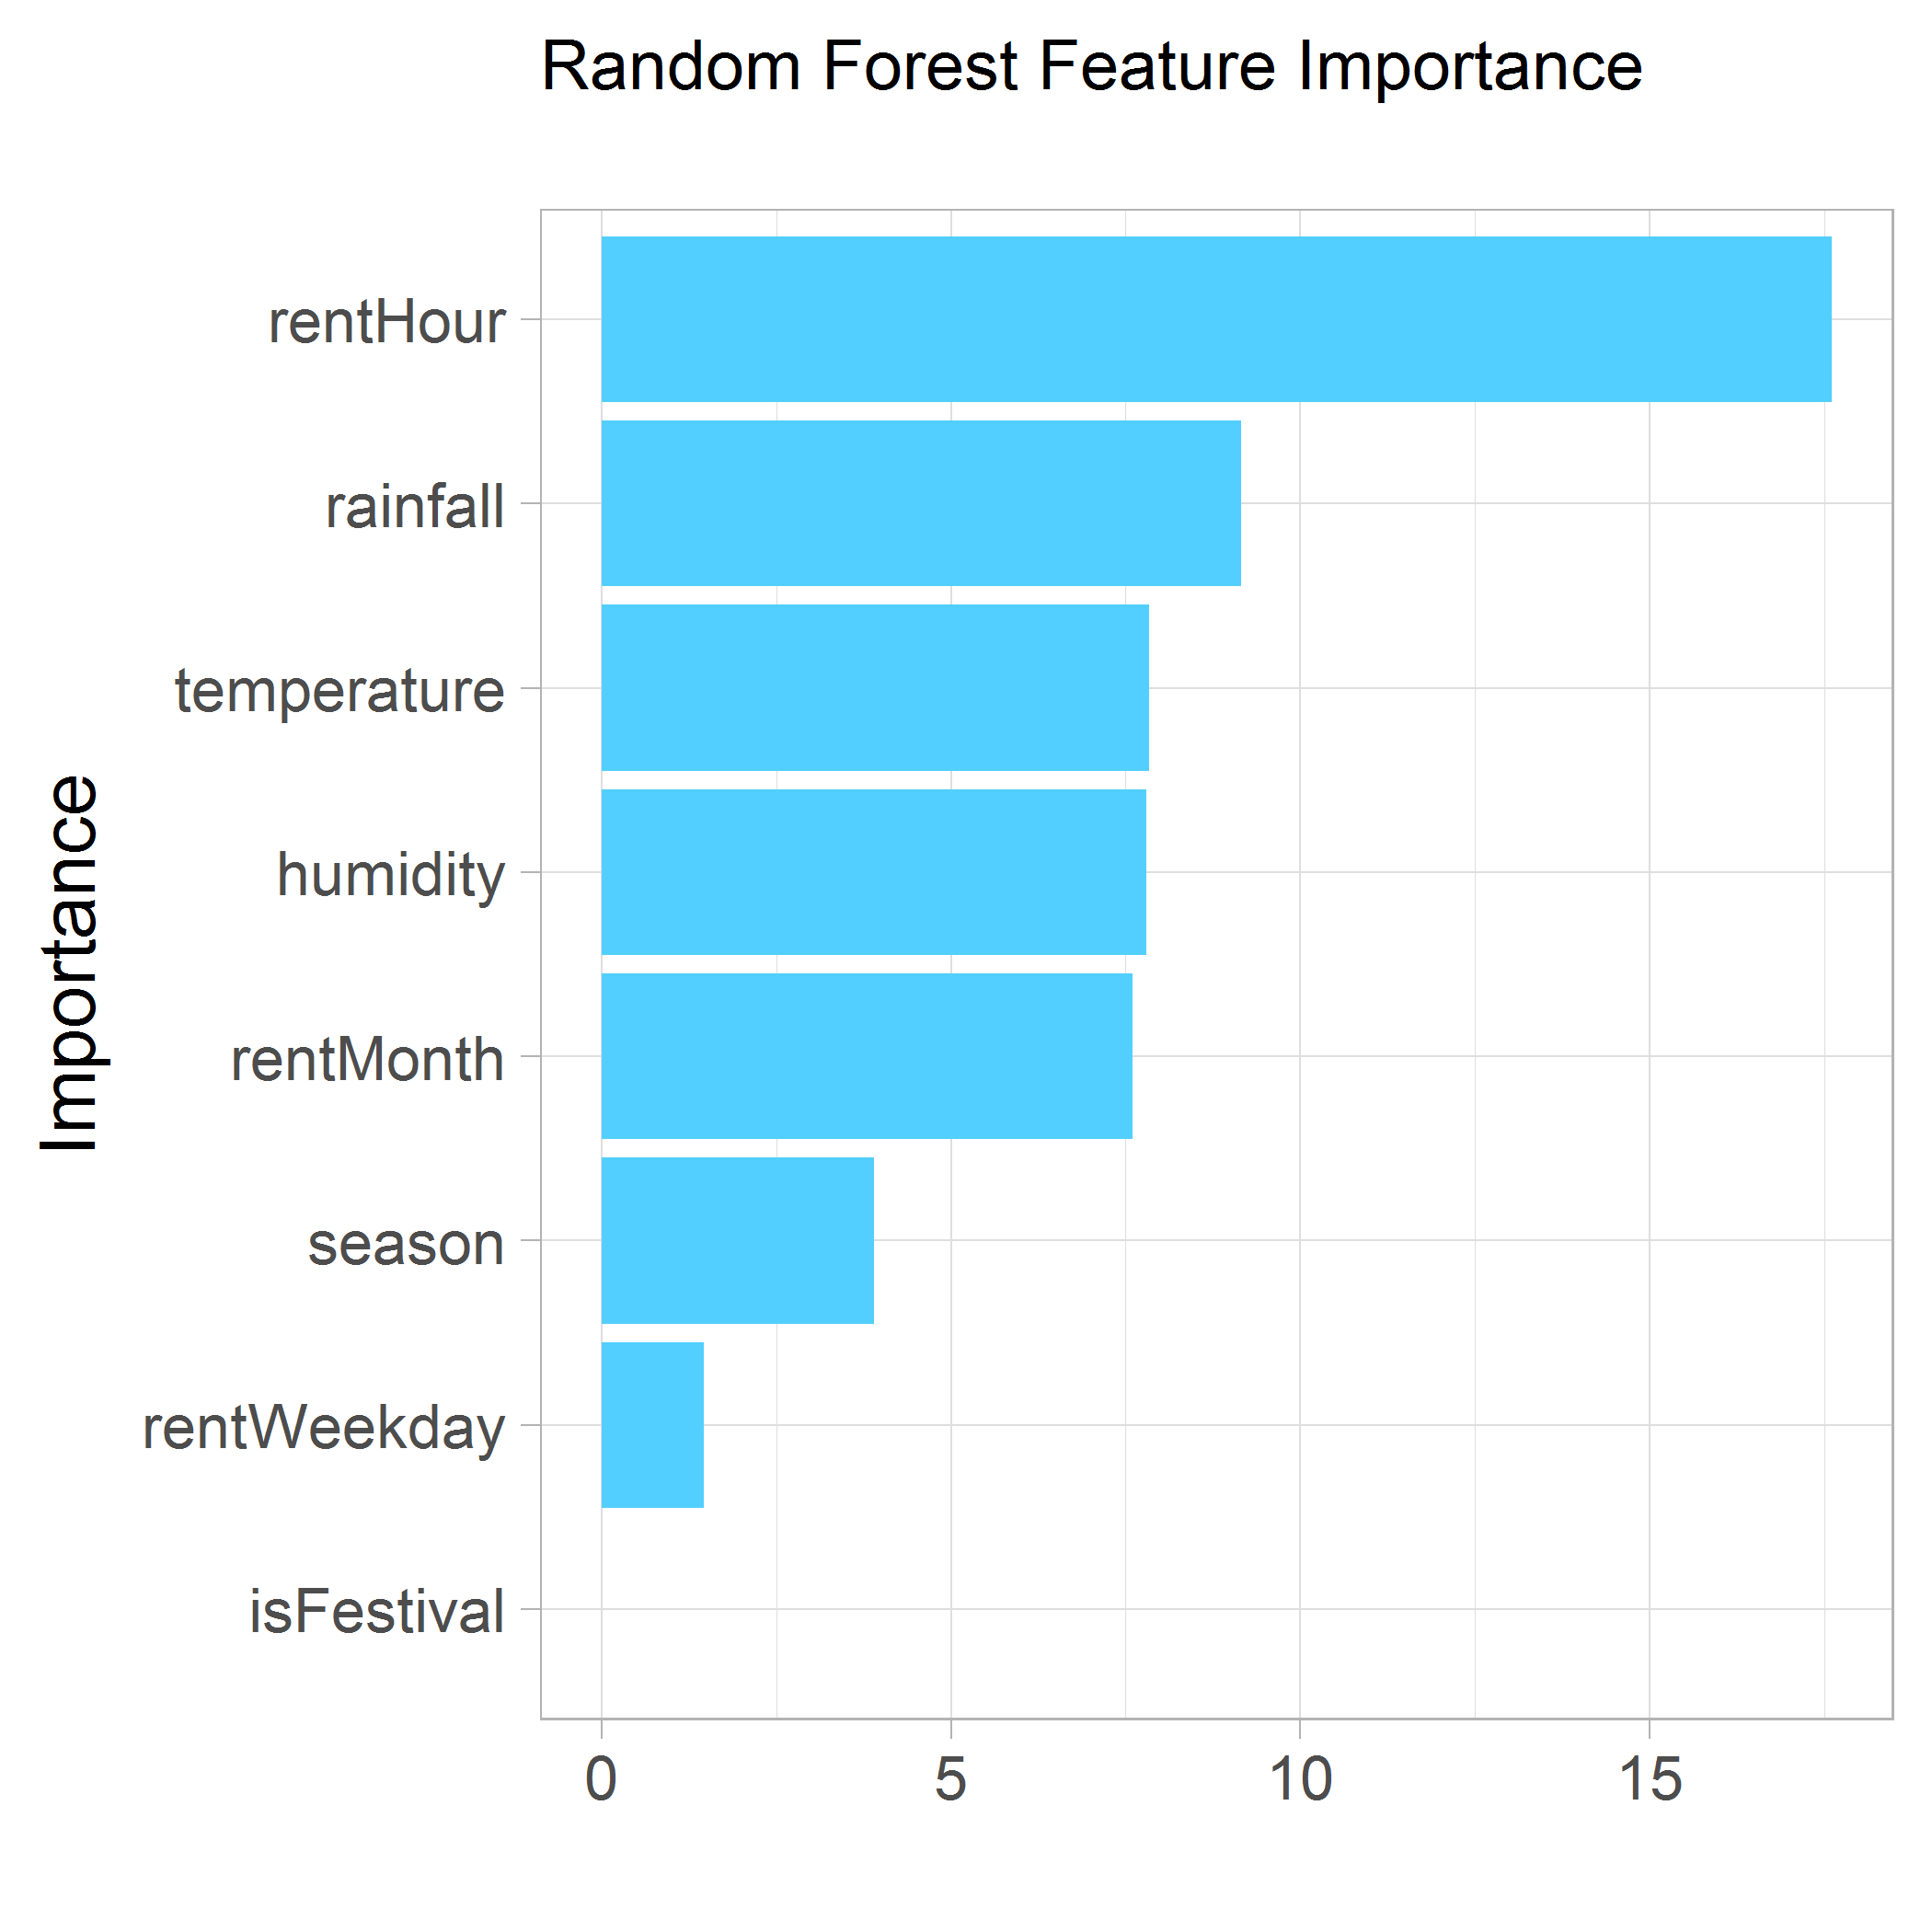 Random Forest Feature Importance
Importance
rentHour
rainfall
temperature
humidity
rentMonth
season
rentWeekday
isFestival
0 5 10 15